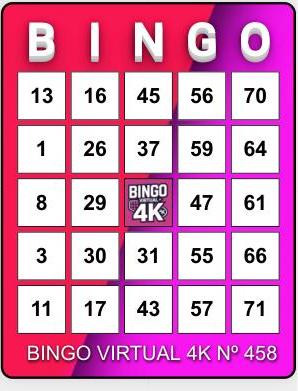 B I N G O
13 16 45 56 70
1 26 37 59 64
8 29 BINGO VIRTUAL 4K 47 61
3 30 31 55 66
11 17 43 57 71
BINGO VIRTUAL 4K Nº 458